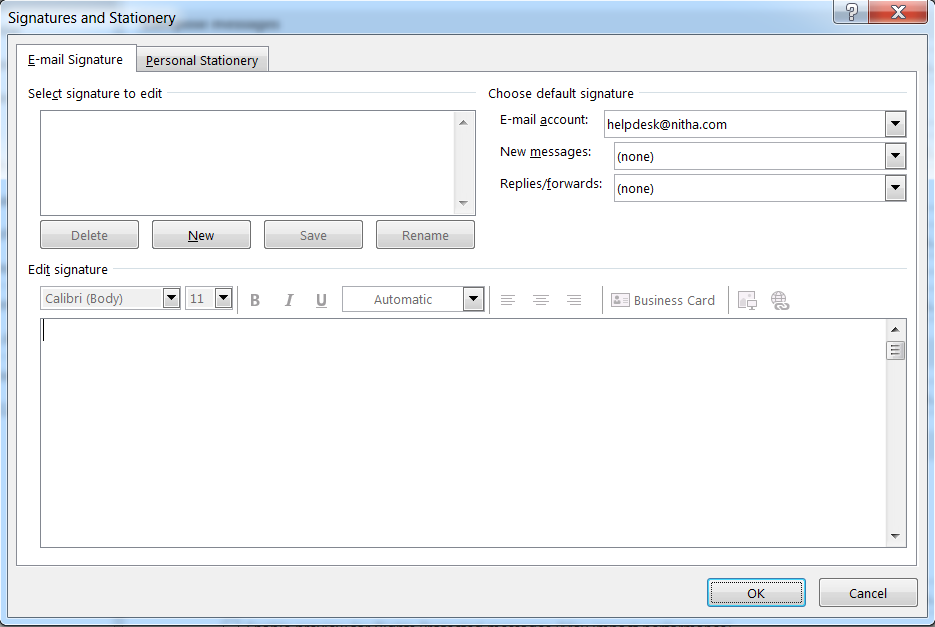 Signatures and Stationery
E-mail Signature
Personal Stationery
Select signature to edit
Choose default signature
E-mail account:
helpdesk@nitha.com
New messages:
(none)
Replies/forwards:
(none)
Delete
New
Save
Rename
Edit signature
Calibri (Body)
11
B
I
U
Automatic
Business Card
OK
Cancel